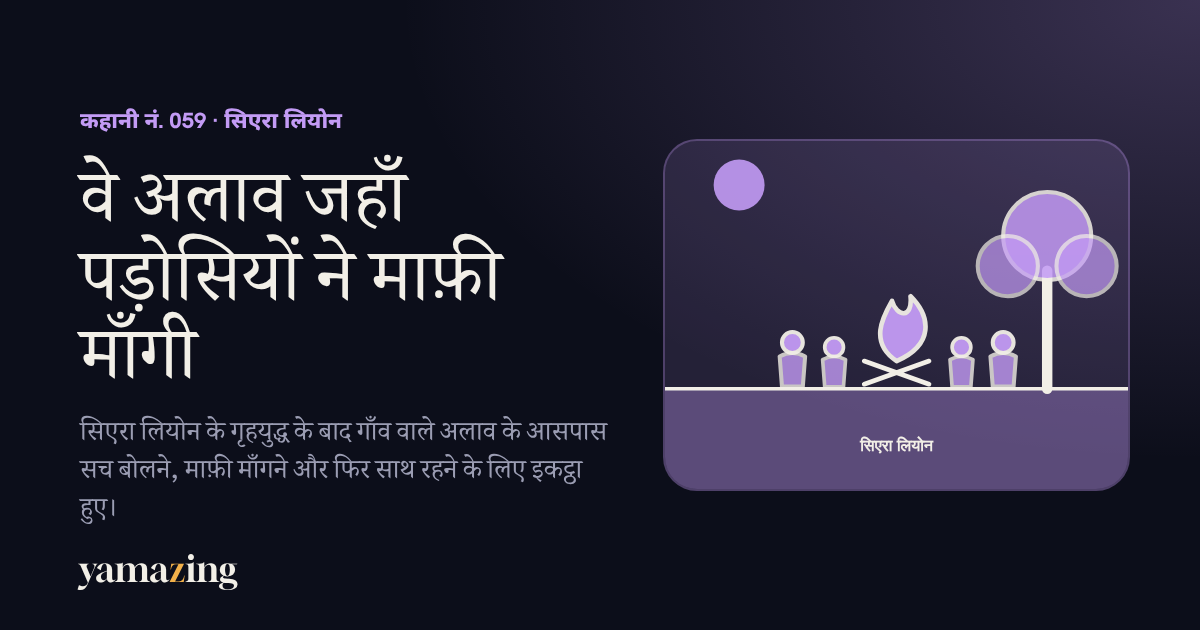 कहानी नं. 059 · सिएरा लियोन
वे अलाव जहाँ
पड़ोसियों ने माफ़ी
माँगी
सिएरा लियोन के गृहयुद्ध के बाद गाँव वाले अलाव के आसपास
सच बोलने, माफ़ी माँगने और फिर साथ रहने के लिए इकट्ठा
हुए।
yamazing
सिएरा लियोन